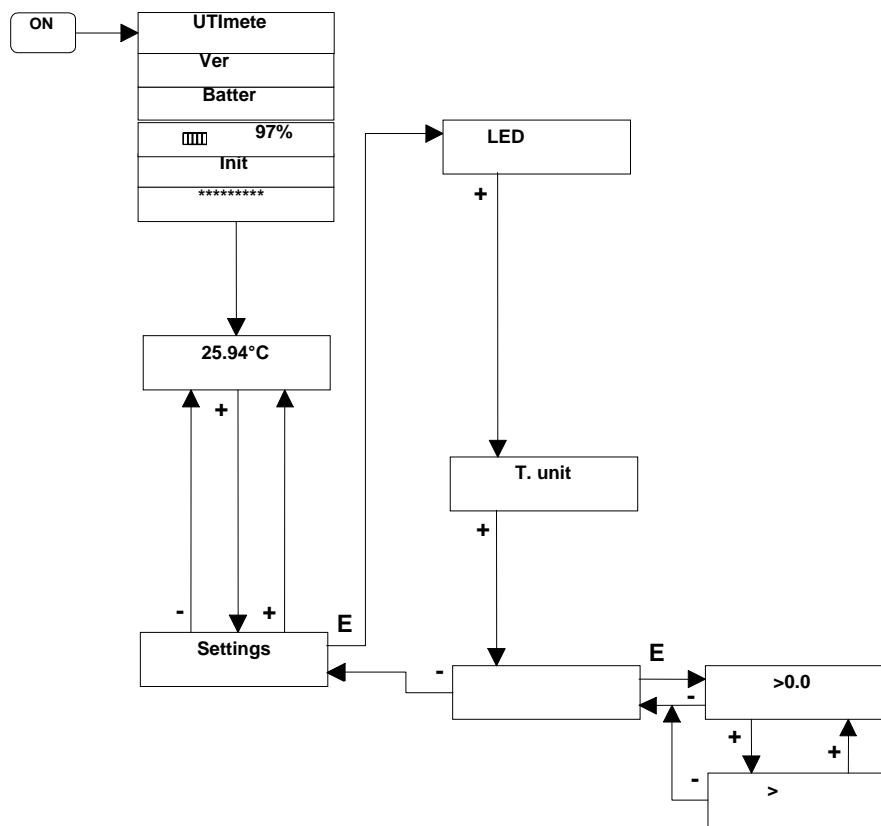 ON
UTImete
Ver
Batter
97%
Init
*********
LED
+
25.94°C
+
T. unit
+
-
+
E
Settings
E
-
>0.0
-
+
+
-
>